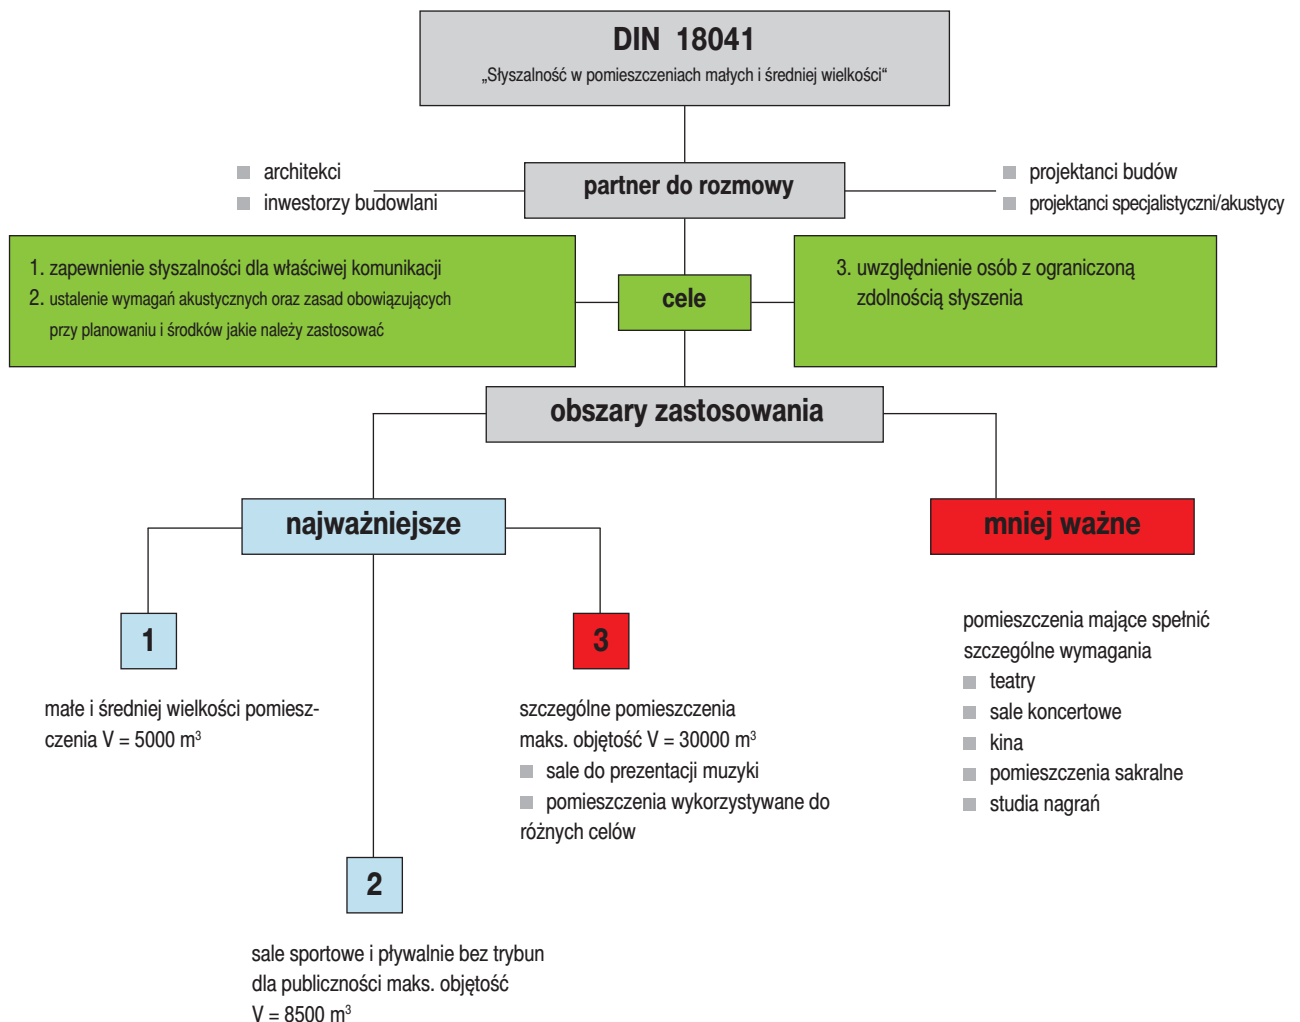 DIN 18041
„Słyszalność w pomieszczeniach małych i średniej wielkości“
architekci
inwestorzy budowlani
partner do rozmowy
projektanci budów
projektanci specjalistyczni/akustycy
1. zapewnienie słyszalności dla właściwej komunikacji
2. ustalenie wymagań akustycznych oraz zasad obowiązujących
przy planowaniu i środków jakie należy zastosować
cele
3. uwzględnienie osób z ograniczoną
zdolnością słyszenia
obszary zastosowania
najważniejsze
mniej ważne
1
małe i średniej wielkości pomiesz-
czenia V = 5000 m³
2
sale sportowe i pływalnie bez trybun
dla publiczności maks. objętość
V = 8500 m³
3
szczególne pomieszczenia
maks. objętość V = 30000 m³
sale do prezentacji muzyki
pomieszczenia wykorzystywane do
różnych celów
pomieszczenia mające spełnić
szczególne wymagania
teatry
sale koncertowe
kina
pomieszczenia sakralne
studia nagrań